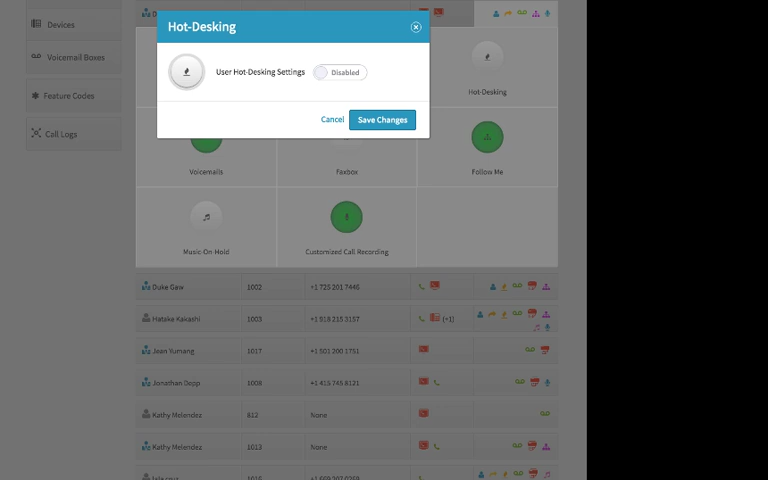 Hot-Desking
User Hot-Desking Settings Disabled
Cancel Save Changes
Devices
Voicemail Boxes
Feature Codes
Call Logs
Hot-Desking
Voicemails Faxbox Follow Me
Music-On-Hold Customized Call Recording
Duke Gaw 1002 +1 725 201 7446
Hatake Kakashi 1003 +1 918 215 3157 (+1)
Jean Yumang 1017 +1 501 200 1751
Jonathan Depp 1008 +1 415 745 8121
Kathy Melendez 812 None
Kathy Melendez 1013 None